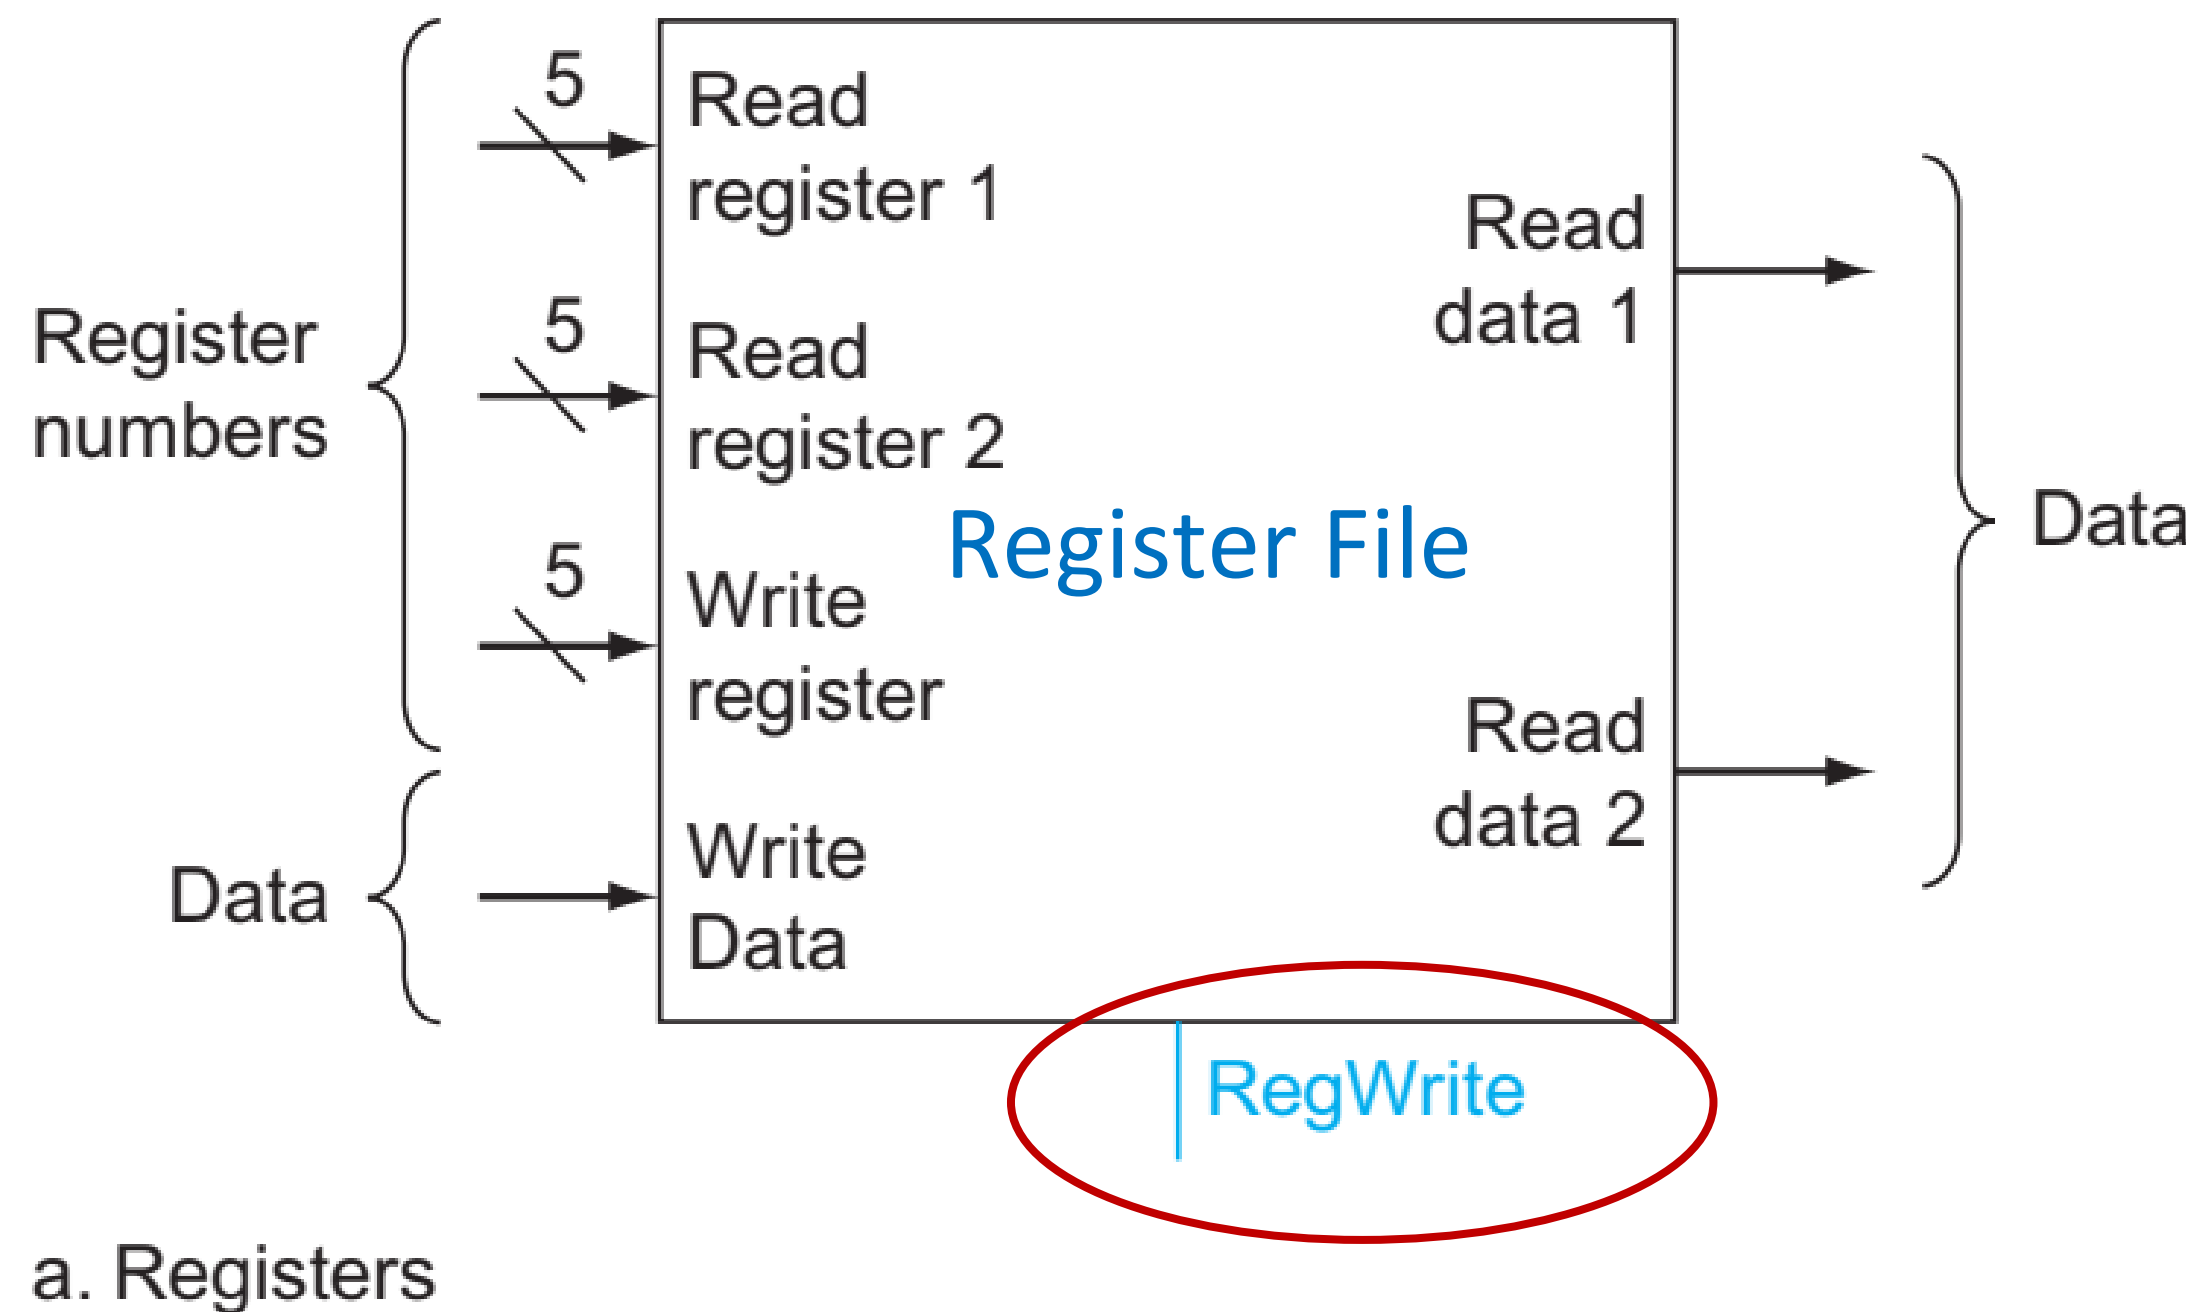 Register
numbers
Data
5
5
5
Read
register 1
Read
register 2
Write
register
Write
Data
Register File
Read
data 1
Read
data 2
Data
RegWrite
a. Registers